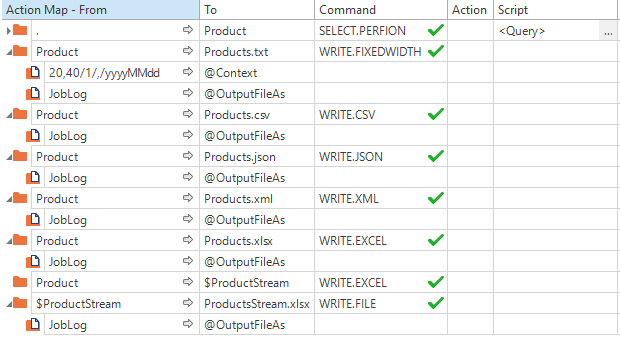 Action Map - From To Command Action Script
. Product SELECT.PERFION <Query> ...
Product Products.txt WRITE.FIXEDWIDTH
20,40/1/,/yyyyMMdd @Context
JobLog @OutputFileAs
Product Products.csv WRITE.CSV
JobLog @OutputFileAs
Product Products.json WRITE.JSON
JobLog @OutputFileAs
Product Products.xml WRITE.XML
JobLog @OutputFileAs
Product Products.xlsx WRITE.EXCEL
JobLog @OutputFileAs
Product $ProductStream WRITE.EXCEL
$ProductStream ProductsStream.xlsx WRITE.FILE
JobLog @OutputFileAs